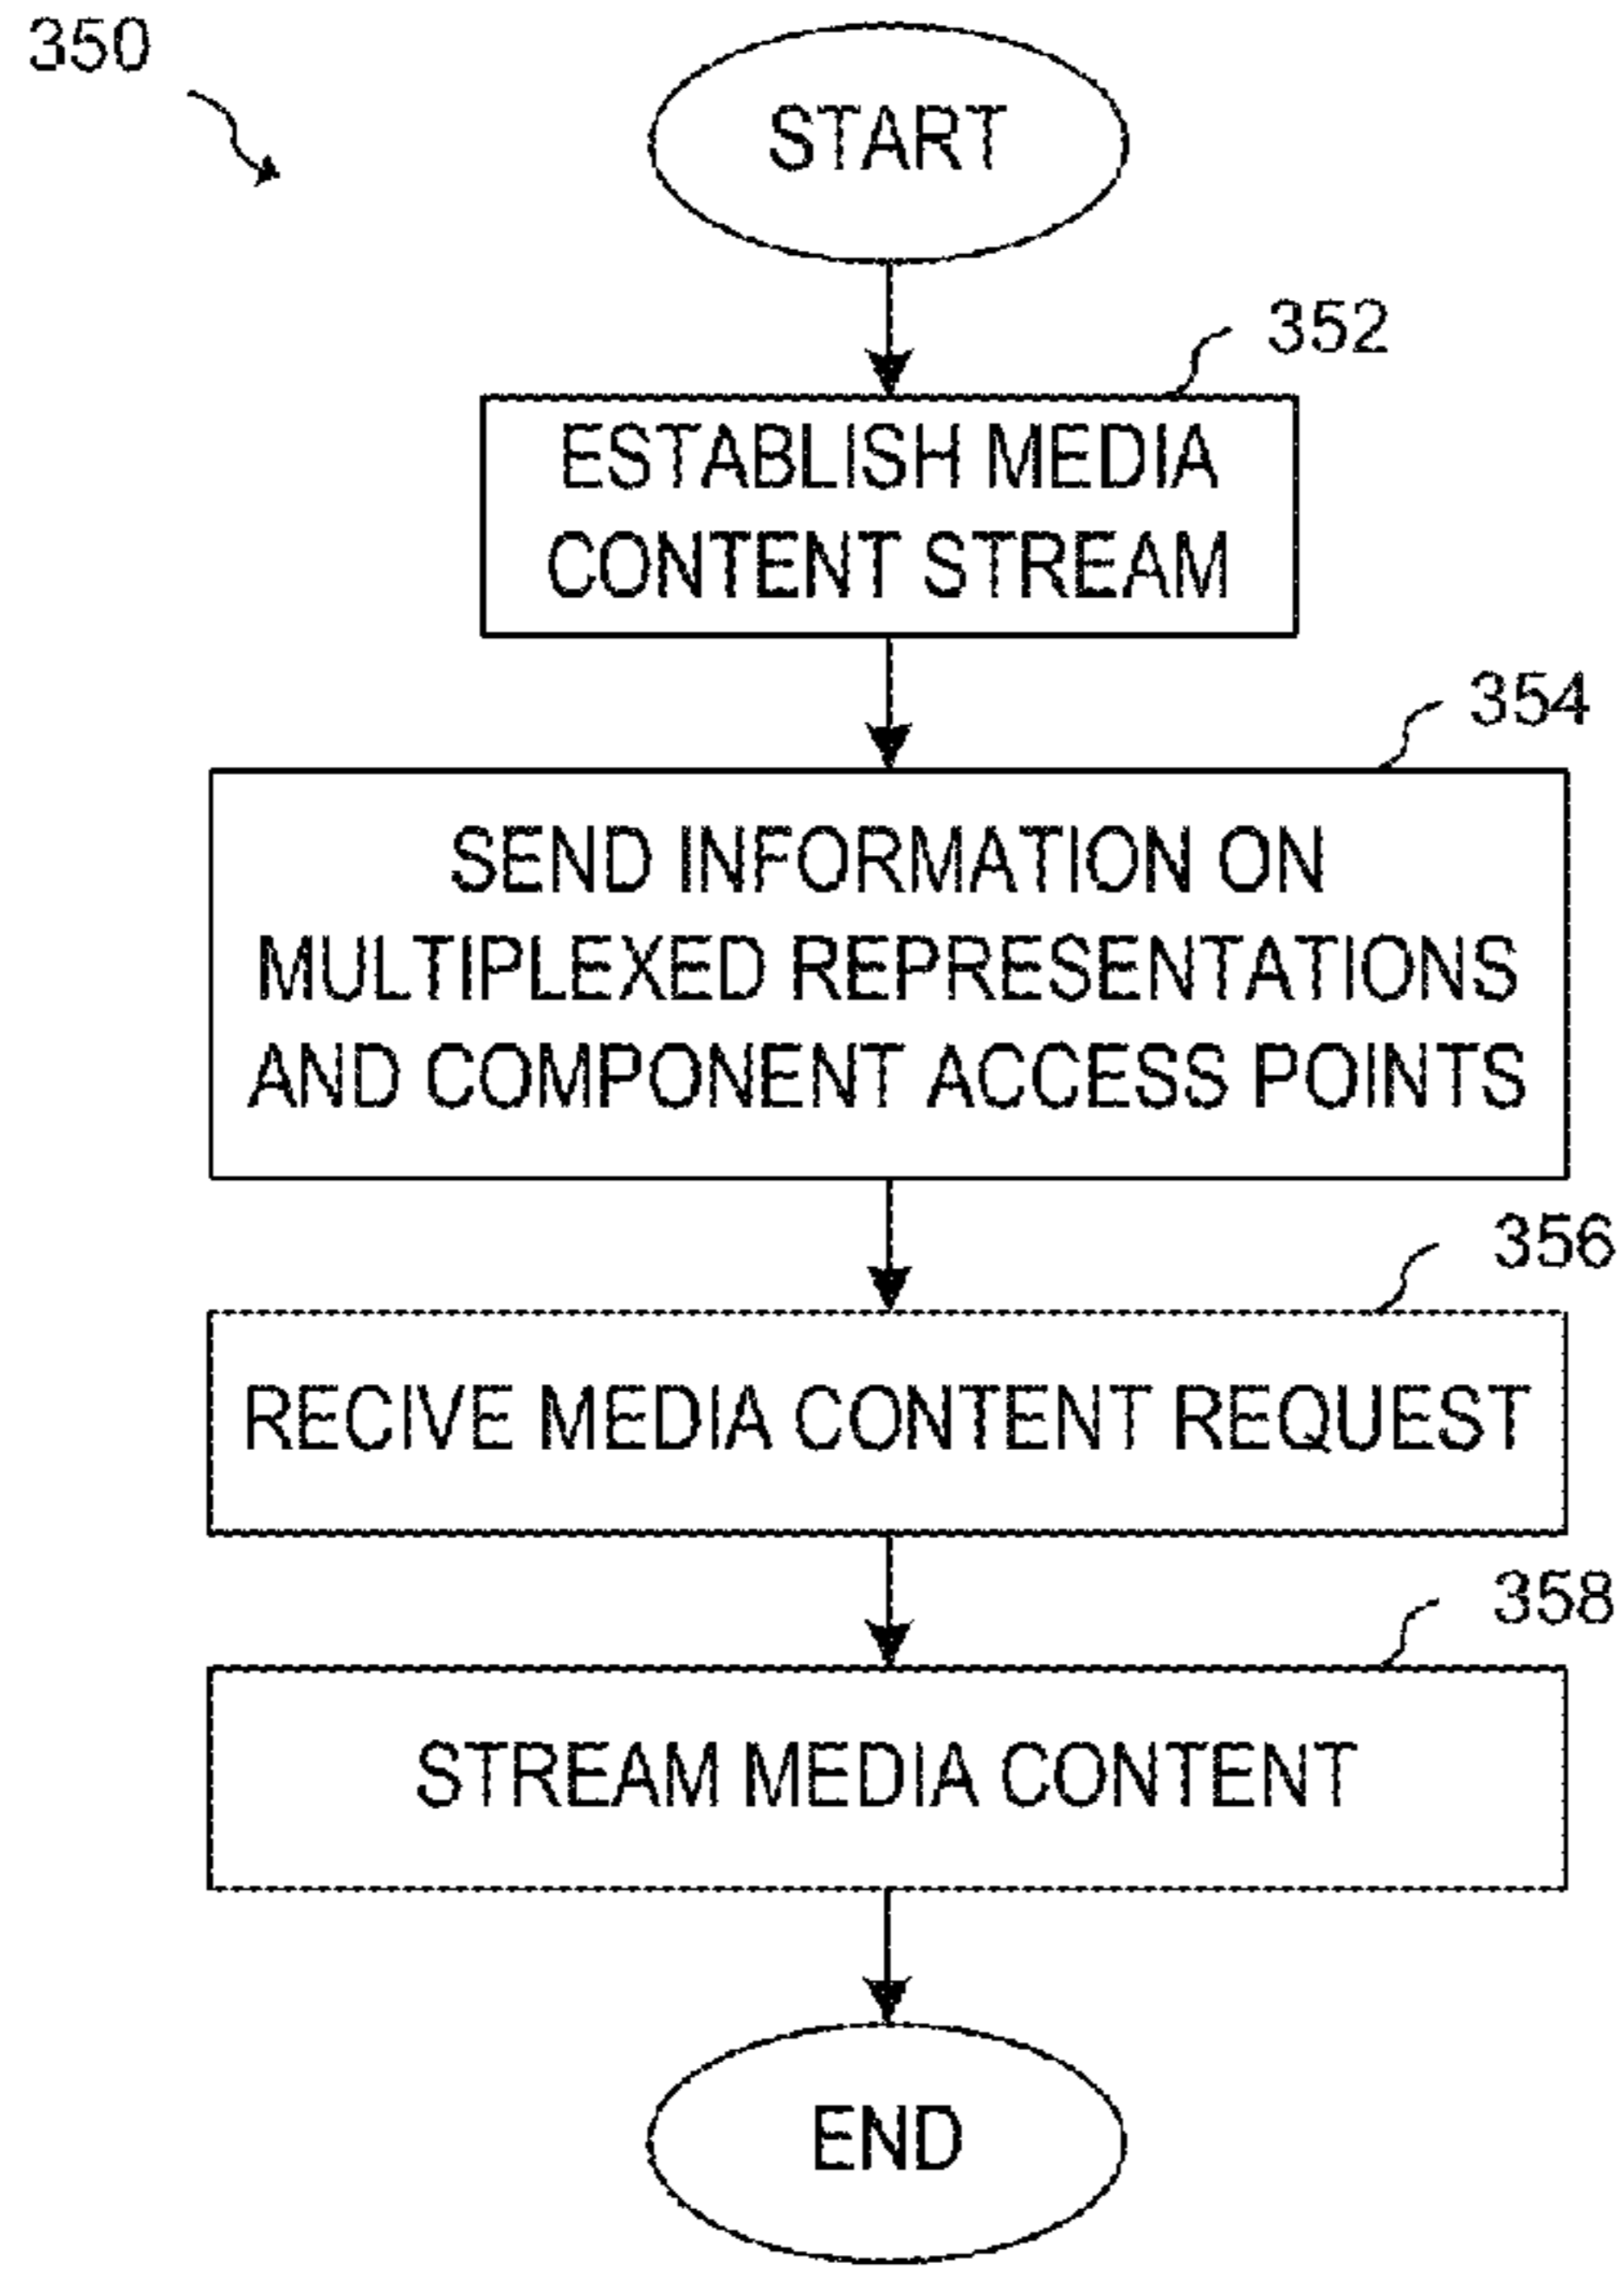 350
START
352
ESTABLISH MEDIA
CONTENT STREAM
354
SEND INFORMATION ON
MULTIPLEXED REPRESENTATIONS
AND COMPONENT ACCESS POINTS
356
RECIVE MEDIA CONTENT REQUEST
358
STREAM MEDIA CONTENT
END